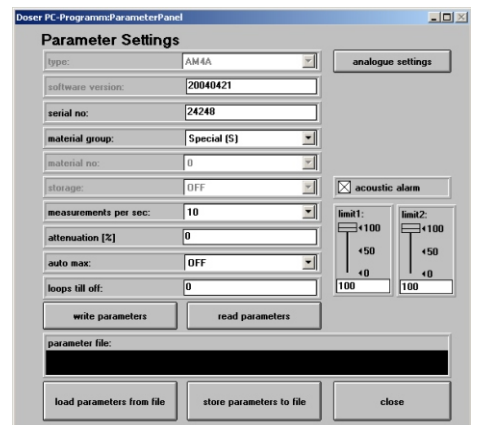 Doser PC-Programm:ParameterPanel
Parameter Settings
type: AM4A
analogue settings
software version: 20040421
serial no: 24248
material group: Special (S)
material no: 0
storage: OFF
acoustic alarm
measurements per sec: 10
limit1: limit2:
100 100
attenuation [%] 0
50 50
auto max: OFF
0 0
loops till off: 0
100 100
write parameters read parameters
parameter file:
load parameters from file store parameters to file close